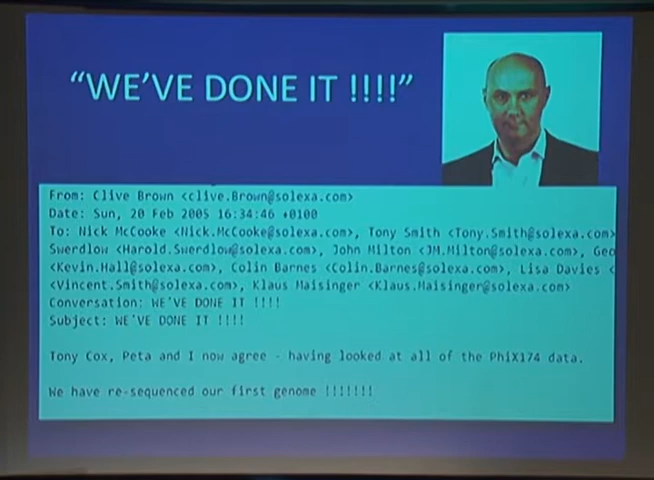 “WE’VE DONE IT !!!!”
From: Clive Brown <clive.Brown@solexa.com>
Date: Sun, 20 Feb 2005 16:34:46 +0100
To: Nick McCooke <Nick.McCooke@solexa.com>, Tony Smith <Tony.Smith@solexa.com>
Swerdlow <Harold.Swerdlow@solexa.com>, John Milton <JM.Milton@solexa.com>, Geo
<Kevin.Hall@solexa.com>, Colin Barnes <Colin.Barnes@solexa.com>, Lisa Davies <
<Vincent.Smith@solexa.com>, Klaus Maisinger <Klaus.Maisinger@solexa.com>
Conversation: WE'VE DONE IT !!!!
Subject: WE'VE DONE IT !!!!
Tony Cox, Peta and I now agree - having looked at all of the PhiX174 data.
We have re-sequenced our first genome !!!!!!!